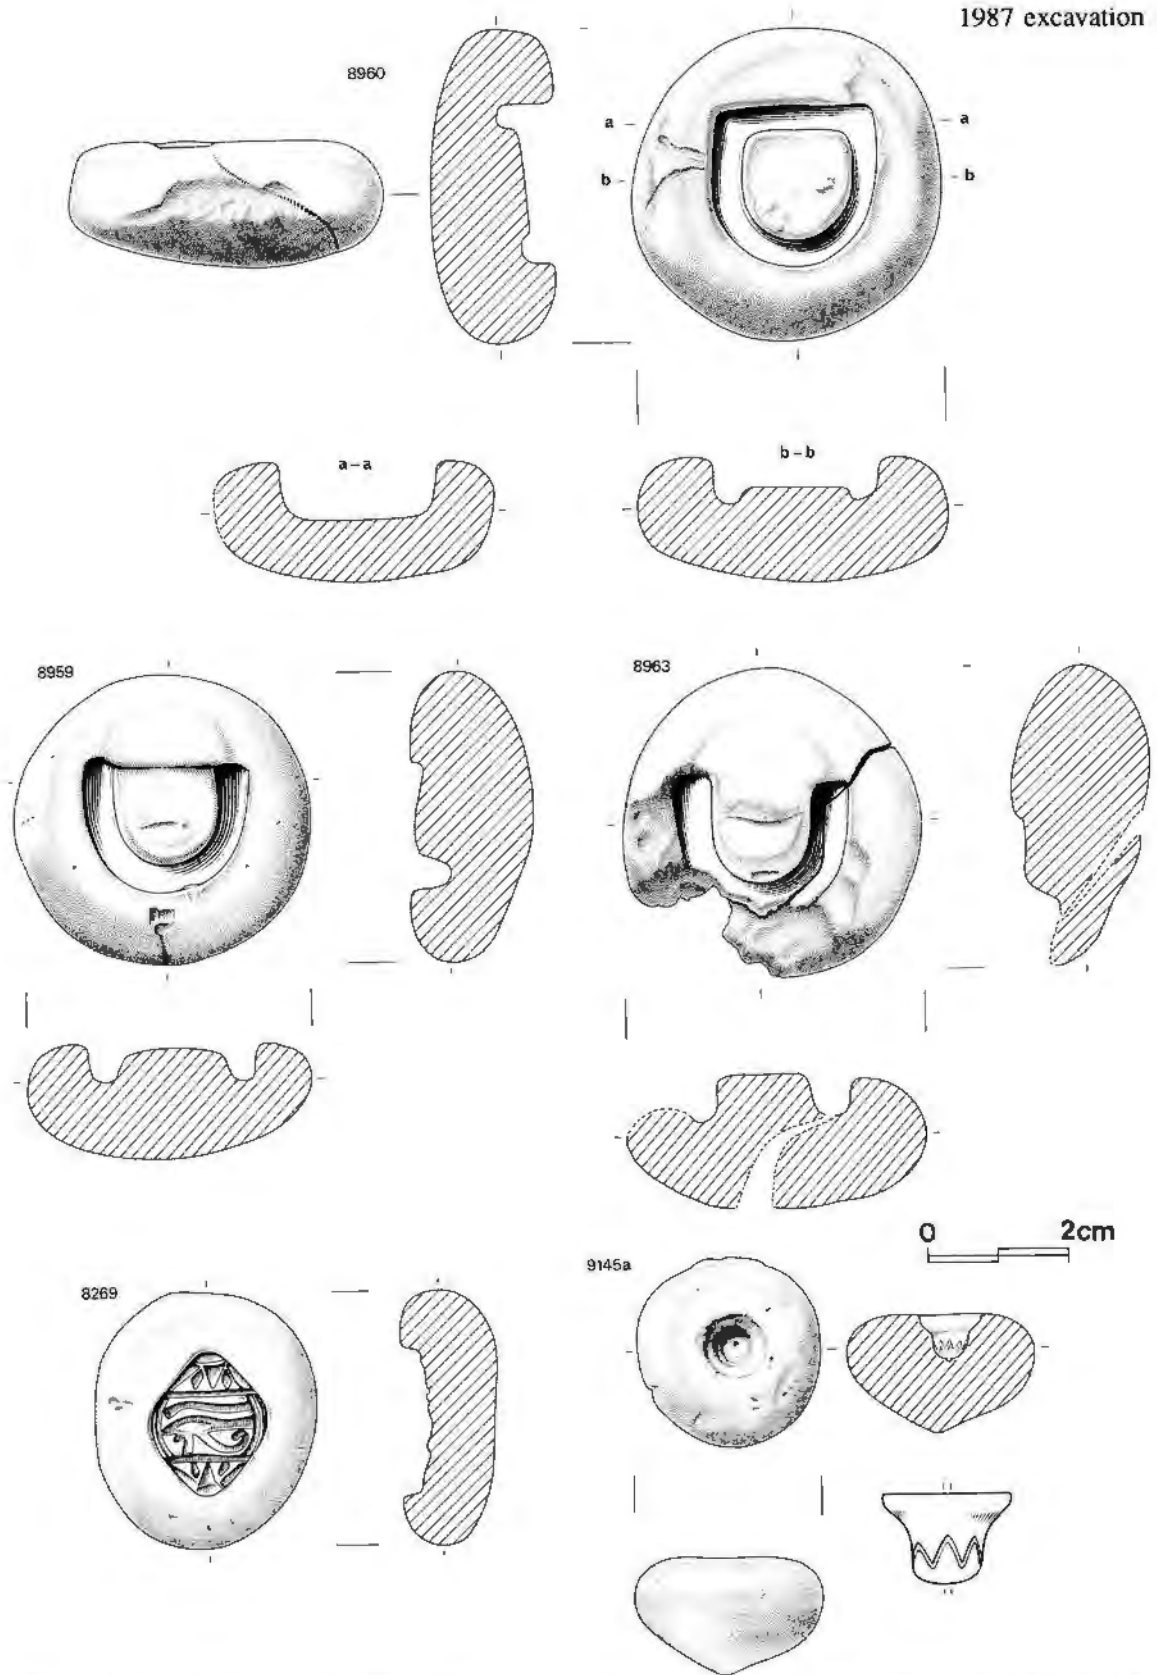 1987 excavation
8960
a
a
b
b
a – a
b – b
8959
8963
0 2cm
8269
9145a